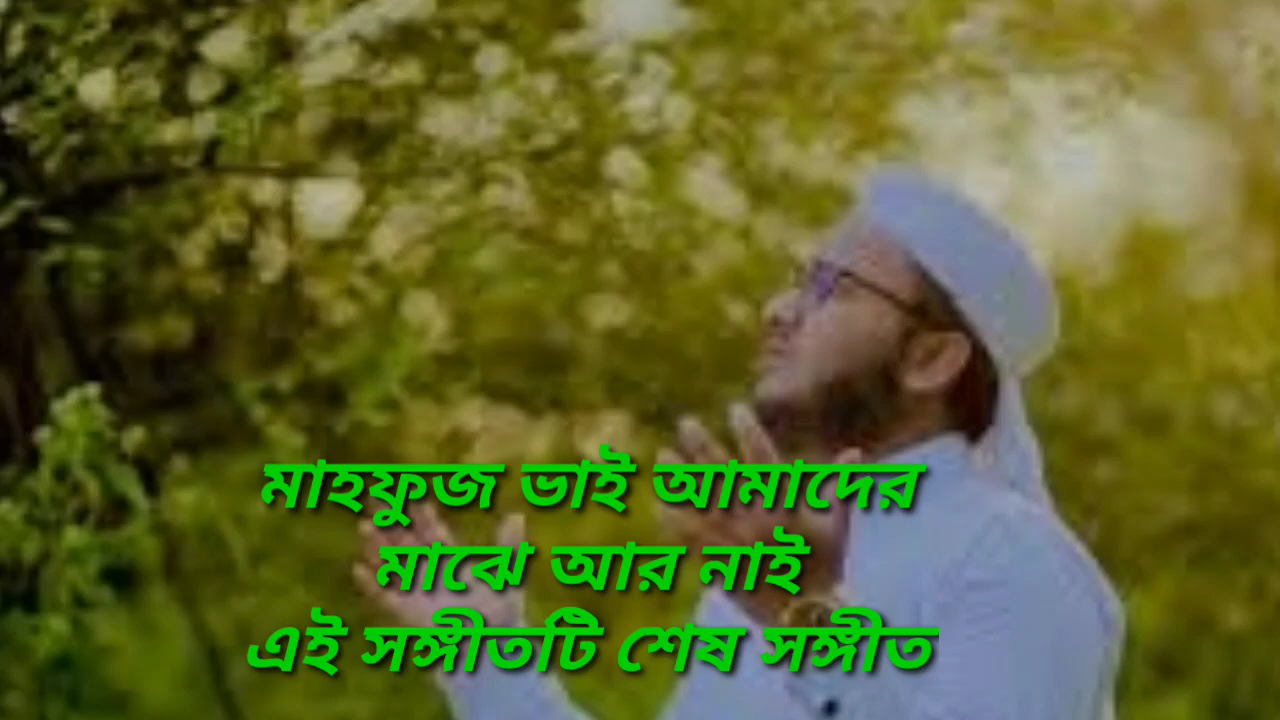 মাহফুজ ভাই আমাদের
মাঝে আর নাই
এই সঙ্গীতটি শেষ সঙ্গীত